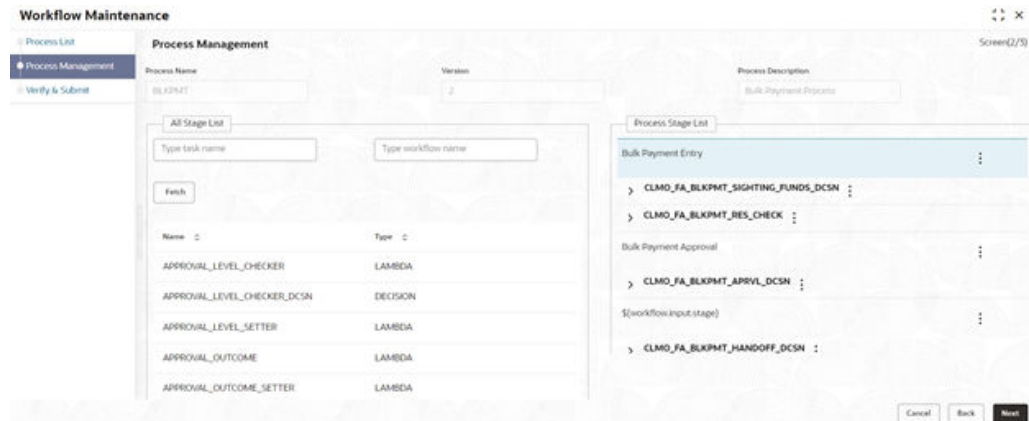 Workflow Maintenance
Process List
Process Management
Verify & Submit
Process Management
Screen(2/3)
Process Name
Version
Process Description
BLKPMT
2
Bulk Payment Process
All Stage List
Type task name
Type workflow name
Fetch
Name
Type
APPROVAL_LEVEL_CHECKER
LAMBDA
APPROVAL_LEVEL_CHECKER_DCSN
DECISION
APPROVAL_LEVEL_SETTER
LAMBDA
APPROVAL_OUTCOME
LAMBDA
APPROVAL_OUTCOME_SETTER
LAMBDA
Process Stage List
Bulk Payment Entry
CLMO_FA_BLKPMT_SIGHTING_FUNDS_DCSN
CLMO_FA_BLKPMT_RES_CHECK
Bulk Payment Approval
CLMO_FA_BLKPMT_APRVL_DCSN
${workflow.input.stage}
CLMO_FA_BLKPMT_HANDOFF_DCSN
Cancel
Back
Next